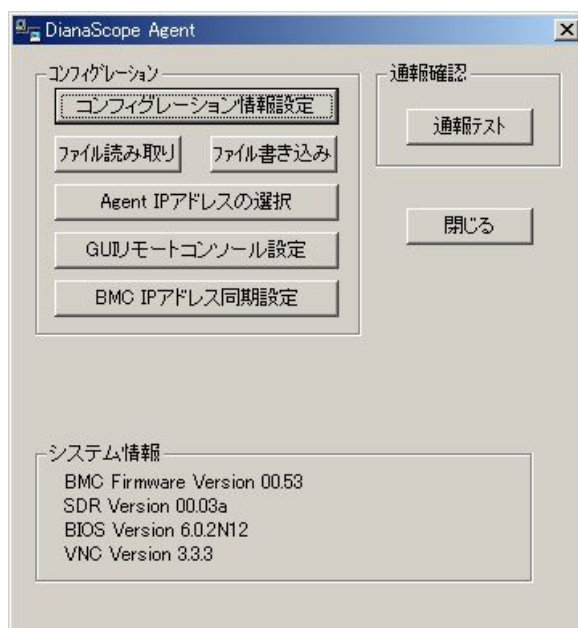 DianaScope Agent
コンフィグレーション
コンフィグレーション情報設定
ファイル読み取り
ファイル書き込み
Agent IPアドレスの選択
GUIリモートコンソール設定
BMC IPアドレス同期設定
通報確認
通報テスト
閉じる
システム情報
BMC Firmware Version 00.53
SDR Version 00.03a
BIOS Version 6.0.2N12
VNC Version 3.3.3